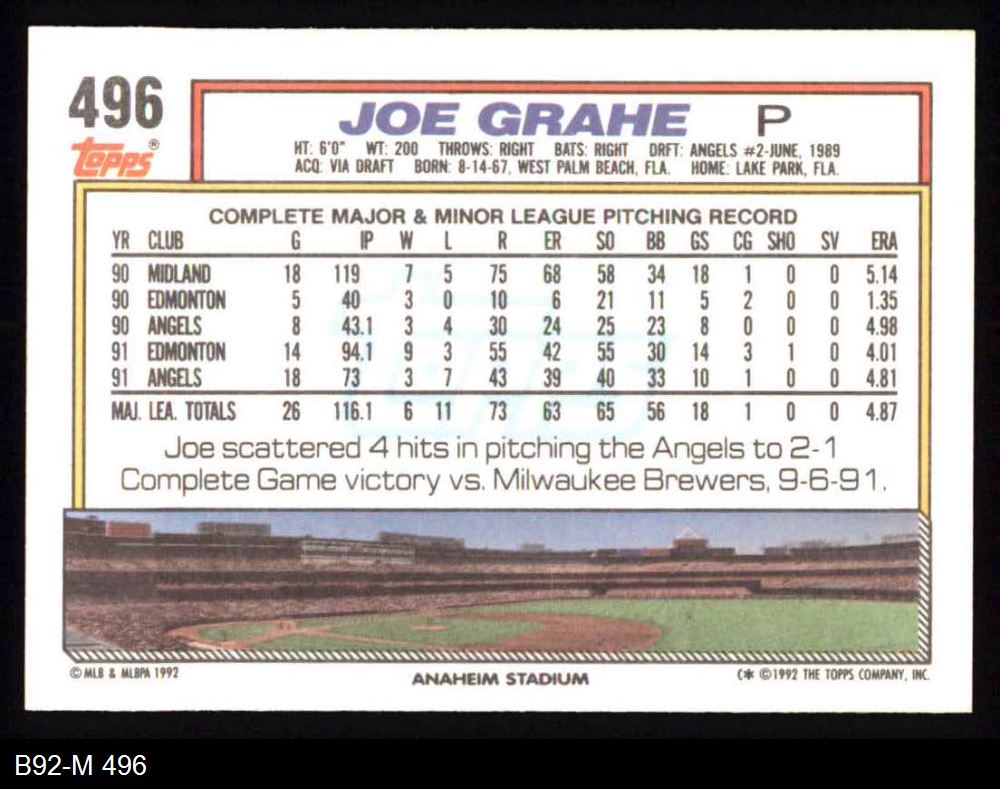 496
topps®
JOE GRAHE P
HT: 6'0" WT: 200 THROWS: RIGHT BATS: RIGHT DRFT: ANGELS #2-JUNE, 1989
ACQ: VIA DRAFT BORN: 8-14-67, WEST PALM BEACH, FLA. HOME: LAKE PARK, FLA.
COMPLETE MAJOR & MINOR LEAGUE PITCHING RECORD
YR CLUB G IP W L R ER SO BB GS CG SHO SV ERA
90 MIDLAND 18 119 7 5 75 68 58 34 18 1 0 0 5.14
90 EDMONTON 5 40 3 0 10 6 21 11 5 2 0 0 1.35
90 ANGELS 8 43.1 3 4 30 24 25 23 8 0 0 0 4.98
91 EDMONTON 14 94.1 9 3 55 42 55 30 14 3 1 0 4.01
91 ANGELS 18 73 3 7 43 39 40 33 10 1 0 0 4.81
MAJ. LEA. TOTALS 26 116.1 6 11 73 63 65 56 18 1 0 0 4.87
Joe scattered 4 hits in pitching the Angels to 2-1
Complete Game victory vs. Milwaukee Brewers, 9-6-91.
© MLB & MLBPA 1992
ANAHEIM STADIUM
C* ©1992 THE TOPPS COMPANY, INC.
B92-M 496